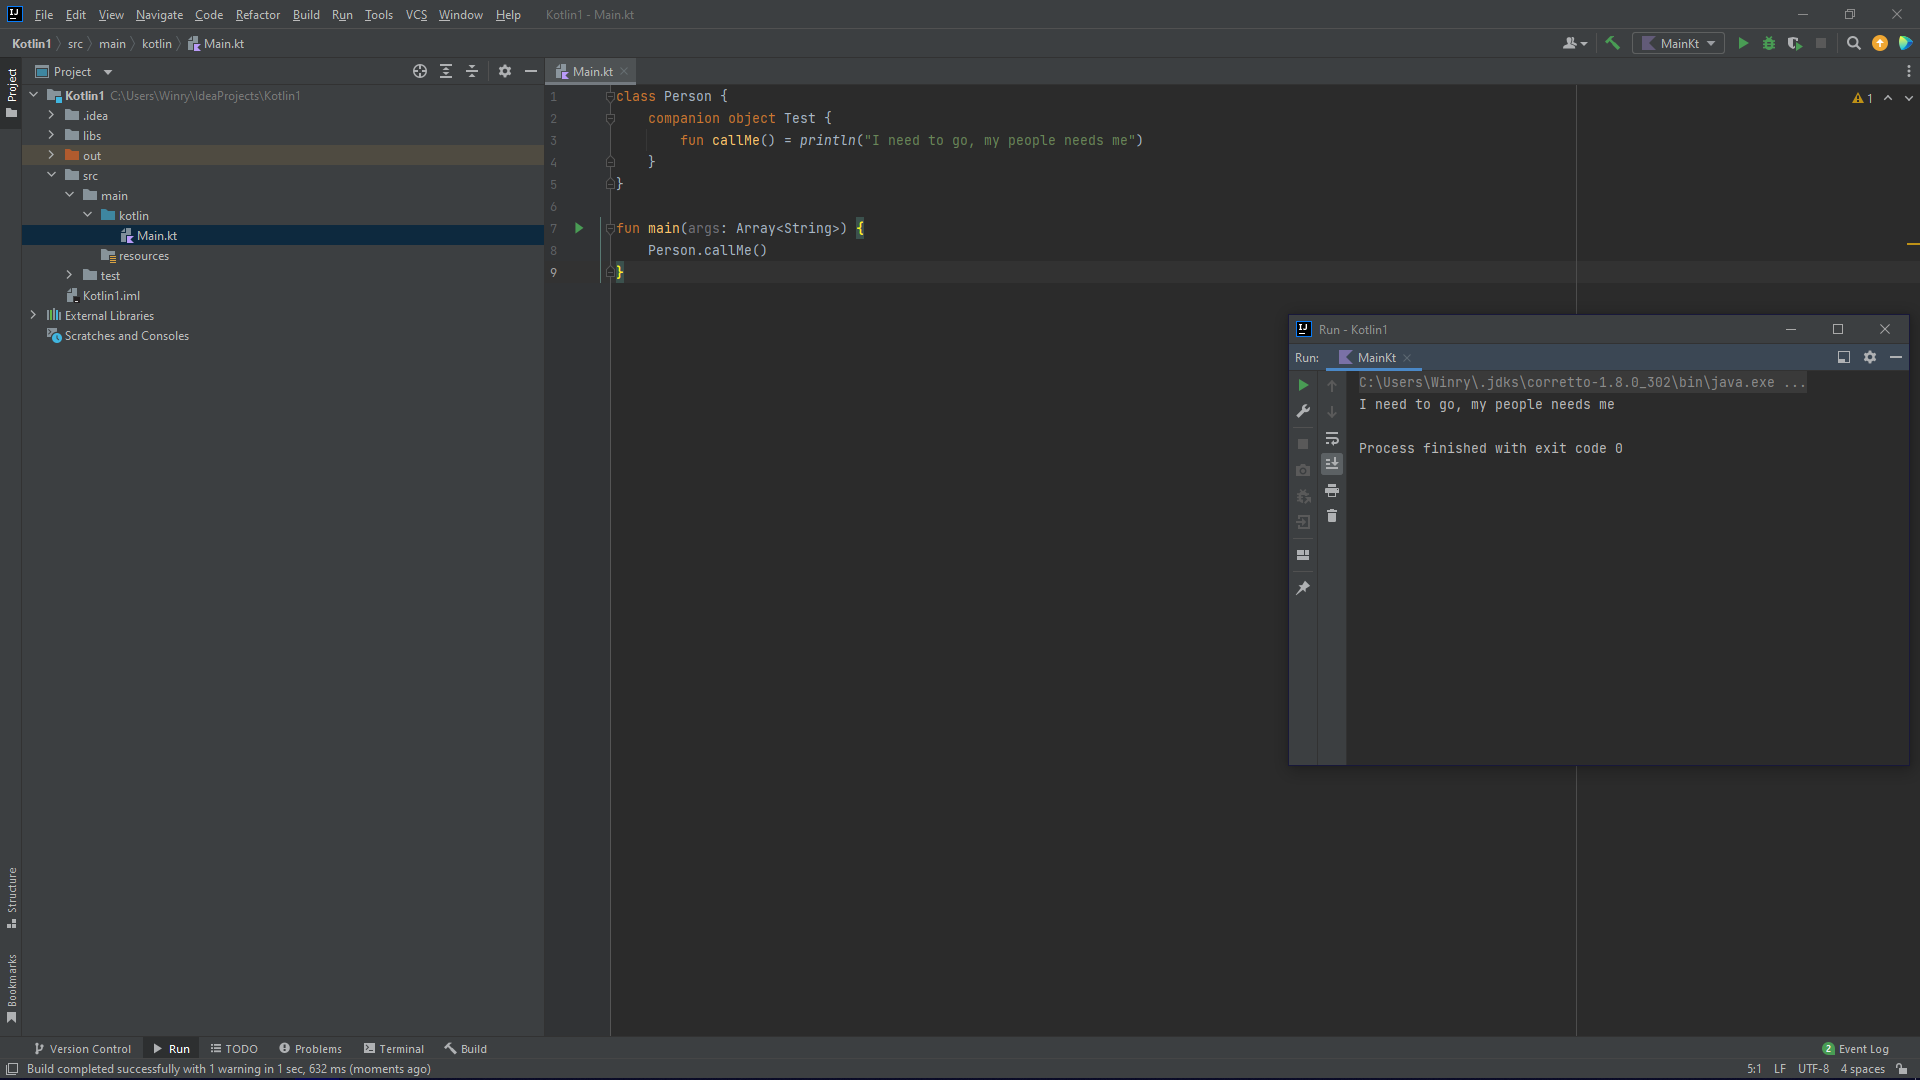 File Edit View Navigate Code Refactor Build Run Tools VCS Window Help Kotlin1 - Main.kt
Kotlin1 src main kotlin Main.kt
MainKt
Project
Project
Kotlin1 C:\Users\Winry\IdeaProjects\Kotlin1
.idea
libs
out
src
main
kotlin
Main.kt
resources
test
Kotlin1.iml
External Libraries
Scratches and Consoles
Structure
Bookmarks
Main.kt
1
1 class Person {
2 companion object Test {
3 fun callMe() = println("I need to go, my people needs me")
4 }
5 }
6
7 fun main(args: Array<String>) {
8 Person.callMe()
9 }
Run - Kotlin1
Run: MainKt
C:\Users\Winry\.jdks\corretto-1.8.0_302\bin\java.exe ...
I need to go, my people needs me
Process finished with exit code 0
Version Control Run TODO Problems Terminal Build 2 Event Log
Build completed successfully with 1 warning in 1 sec, 632 ms (moments ago) 5:1 LF UTF-8 4 spaces